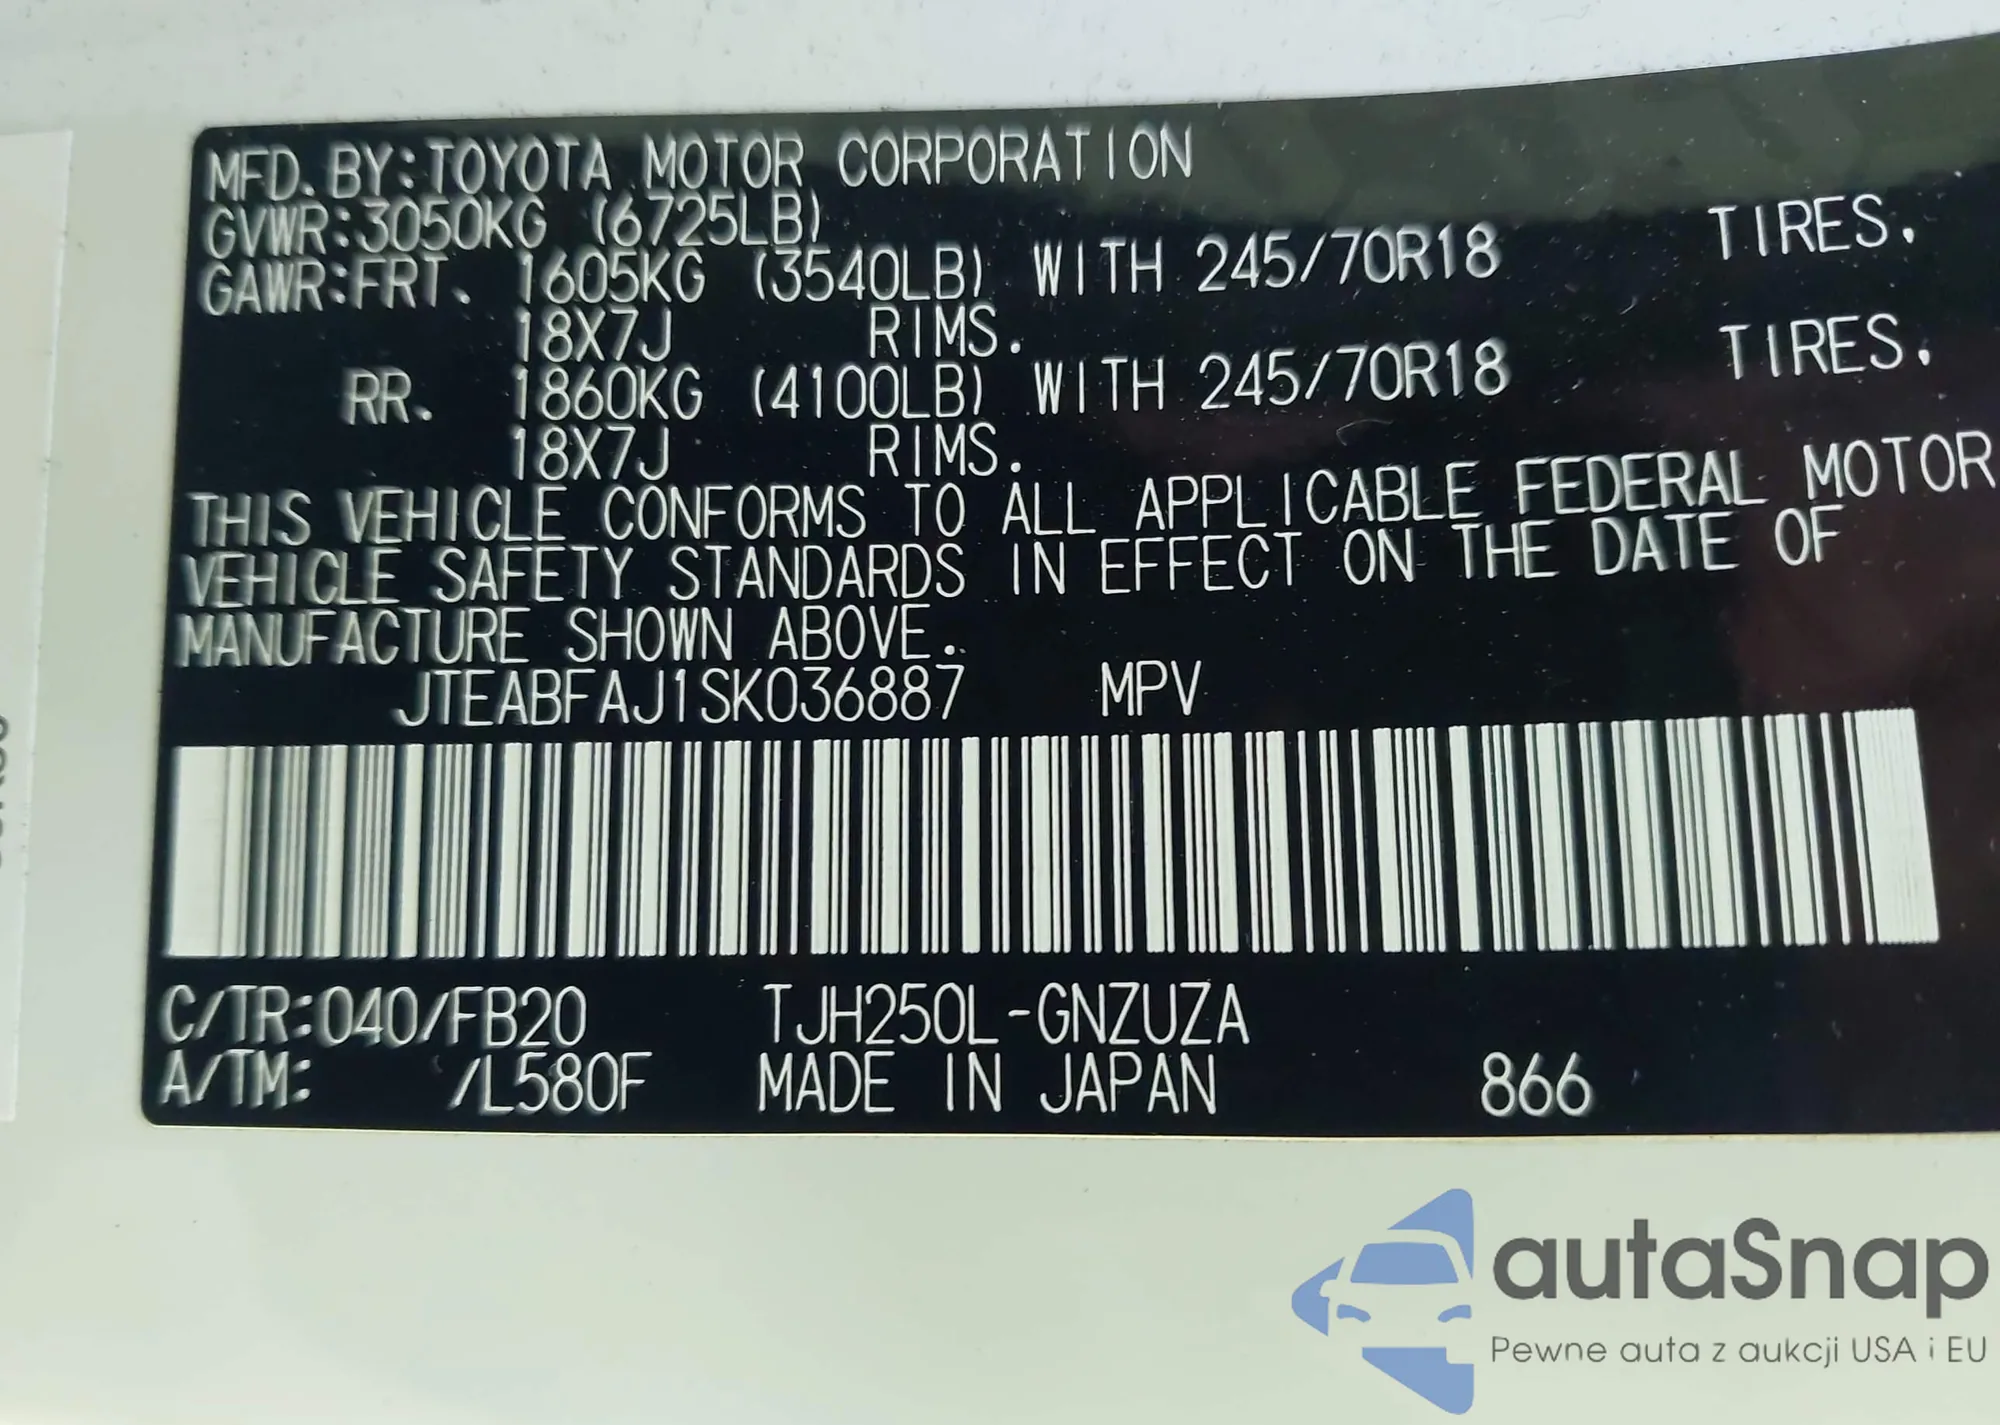 MFD. BY:TOYOTA MOTOR CORPORATION
GVWR:3050KG (6725LB)
GAWR:FRT. 1605KG (3540LB) WITH 245/70R18 TIRES,
18X7J RIMS.
RR. 1860KG (4100LB) WITH 245/70R18 TIRES,
18X7J RIMS.
THIS VEHICLE CONFORMS TO ALL APPLICABLE FEDERAL MOTOR
VEHICLE SAFETY STANDARDS IN EFFECT ON THE DATE OF
MANUFACTURE SHOWN ABOVE.
JTEABFAJ1SK036887 MPV
C/TR:040/FB20 TJH250L-GNZUZA
A/TM: /L580F MADE IN JAPAN 866
autaSnap
Pewne auta z aukcji USA i EU